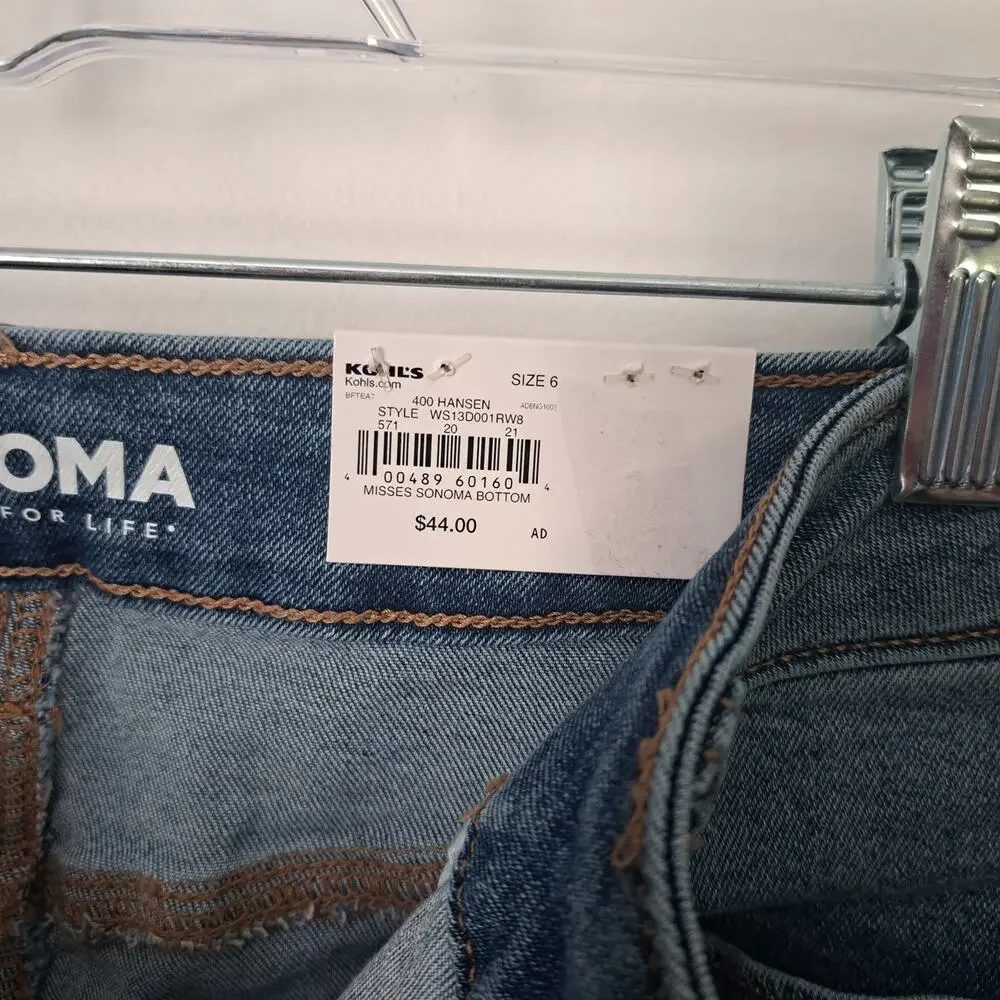 OMA
FOR LIFE
KOHL'S
Kohls.com
SIZE 6
BFTEA7
400 HANSEN
STYLE WS13D001RW8
571 20 21
4 00489 60160 4
MISSES SONOMA BOTTOM
$44.00
AD